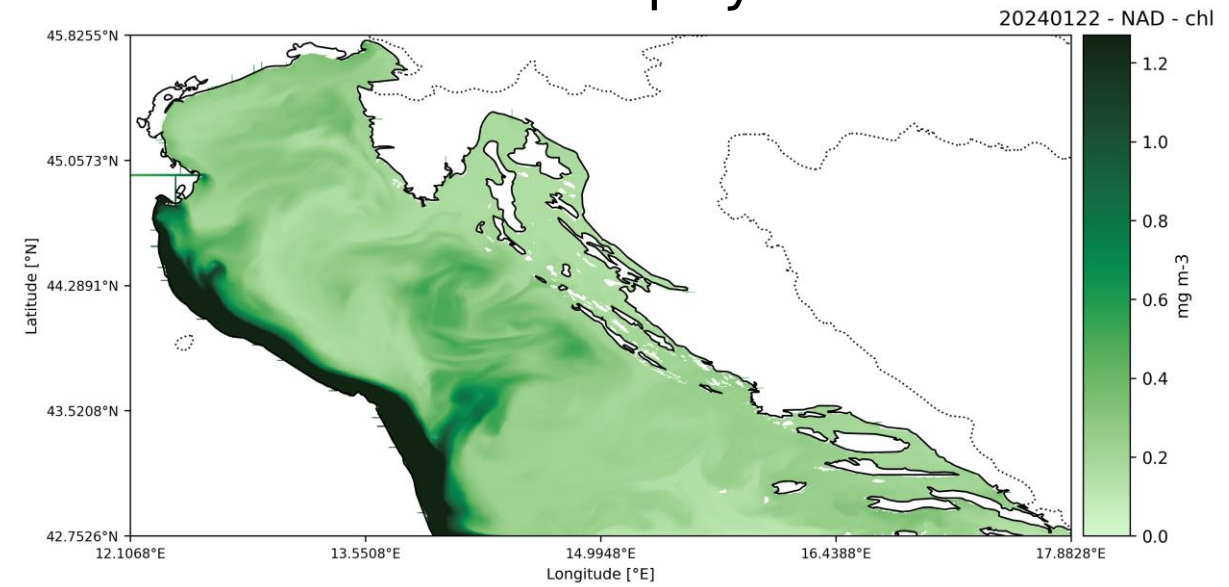 20240122 - NAD - chl
45.8255°N
45.0573°N
44.2891°N
43.5208°N
42.7526°N
Latitude [°N]
12.1068°E 13.5508°E 14.9948°E 16.4388°E 17.8828°E
Longitude [°E]
1.2
1.0
0.8
0.6
0.4
0.2
0.0
mg m-3